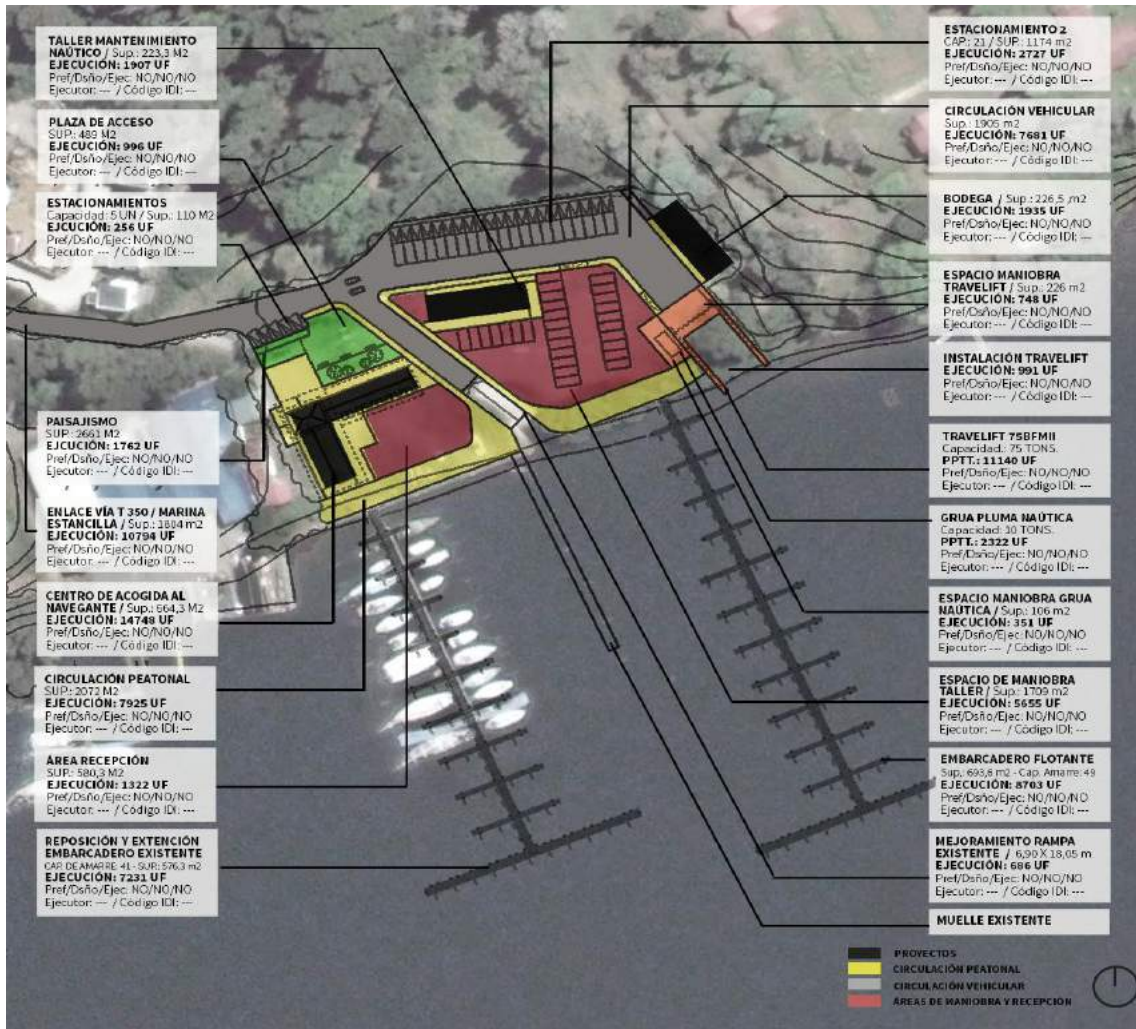 TALLER MANTENIMIENTO
NAÚTICO / Sup.: 223,3 M2
EJECUCIÓN: 1907 UF
Pref/Dsño/Ejec: NO/NO/NO
Ejecutor: --- / Código IDI: ---
PLAZA DE ACCESO
SUP.: 489 M2
EJECUCIÓN: 996 UF
Pref/Dsño/Ejec: NO/NO/NO
Ejecutor: --- / Código IDI: ---
ESTACIONAMIENTOS
Capacidad: 5 UN / Sup.: 110 M2
EJCUCIÓN: 256 UF
Pref/Dsño/Ejec: NO/NO/NO
Ejecutor: --- / Código IDI: ---
PAISAJISMO
SUP.: 2661 M2
EJCUCIÓN: 1762 UF
Pref/Dsño/Ejec: NO/NO/NO
Ejecutor: --- / Código IDI: ---
ENLACE VÍA T 350 / MARINA
ESTANCILLA / Sup.: 1804 m2
EJECUCIÓN: 10794 UF
Pref/Dsño/Ejec: NO/NO/NO
Ejecutor: --- / Código IDI: ---
CENTRO DE ACOGIDA AL
NAVEGANTE / Sup.: 664,3 M2
EJECUCIÓN: 14748 UF
Pref/Dsño/Ejec: NO/NO/NO
Ejecutor: --- / Código IDI: ---
CIRCULACIÓN PEATONAL
SUP.: 2072 M2
EJECUCIÓN: 7925 UF
Pref/Dsño/Ejec: NO/NO/NO
Ejecutor: --- / Código IDI: ---
ÁREA RECEPCIÓN
SUP.: 580,3 M2
EJECUCIÓN: 1322 UF
Pref/Dsño/Ejec: NO/NO/NO
Ejecutor: --- / Código IDI: ---
REPOSICIÓN Y EXTENCIÓN
EMBARCADERO EXISTENTE
CAP. DE AMARRE: 41 - SUP.: 576,3 m2
EJECUCIÓN: 7231 UF
Pref/Dsño/Ejec: NO/NO/NO
Ejecutor: --- / Código IDI: ---
ESTACIONAMIENTO 2
CAP.: 21 / SUP.: 1174 m2
EJECUCIÓN: 2727 UF
Pref/Dsño/Ejec: NO/NO/NO
Ejecutor: --- / Código IDI: ---
CIRCULACIÓN VEHICULAR
Sup.: 1905 m2
EJECUCIÓN: 7681 UF
Pref/Dsño/Ejec: NO/NO/NO
Ejecutor: --- / Código IDI: ---
BODEGA / Sup.: 226,5 ,m2
EJECUCIÓN: 1935 UF
Pref/Dsño/Ejec: NO/NO/NO
Ejecutor: --- / Código IDI: ---
ESPACIO MANIOBRA
TRAVELIFT / Sup.: 226 m2
EJECUCIÓN: 748 UF
Pref/Dsño/Ejec: NO/NO/NO
Ejecutor: --- / Código IDI: ---
INSTALACIÓN TRAVELIFT
EJECUCIÓN: 991 UF
Pref/Dsño/Ejec: NO/NO/NO
Ejecutor: --- / Código IDI: ---
TRAVELIFT 75BFMII
Capacidad.: 75 TONS.
PPTT.: 11140 UF
Pref/Dsño/Ejec: NO/NO/NO
Ejecutor: --- / Código IDI: ---
GRUA PLUMA NAÚTICA
Capacidad: 10 TONS.
PPTT.: 2322 UF
Pref/Dsño/Ejec: NO/NO/NO
Ejecutor: --- / Código IDI: ---
ESPACIO MANIOBRA GRUA
NAÚTICA / Sup.: 106 m2
EJECUCIÓN: 351 UF
Pref/Dsño/Ejec: NO/NO/NO
Ejecutor: --- / Código IDI: ---
ESPACIO DE MANIOBRA
TALLER / Sup.: 1709 m2
EJECUCIÓN: 5655 UF
Pref/Dsño/Ejec: NO/NO/NO
Ejecutor: --- / Código IDI: ---
EMBARCADERO FLOTANTE
Sup.: 693,8 m2 - Cap. Amarre: 49
EJECUCIÓN: 8703 UF
Pref/Dsño/Ejec: NO/NO/NO
Ejecutor: --- / Código IDI: ---
MEJORAMIENTO RAMPA
EXISTENTE / 6,90 X 18,05 m
EJECUCIÓN: 686 UF
Pref/Dsño/Ejec: NO/NO/NO
Ejecutor: --- / Código IDI: ---
MUELLE EXISTENTE
PROYECTOS
CIRCULACIÓN PEATONAL
CIRCULACIÓN VEHICULAR
ÁREAS DE MANIOBRA Y RECEPCIÓN